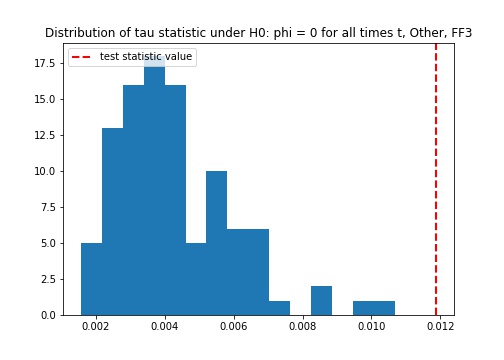 Distribution of tau statistic under H0: phi = 0 for all times t, Other, FF3
test statistic value
17.5
15.0
12.5
10.0
7.5
5.0
2.5
0.0
0.002 0.004 0.006 0.008 0.010 0.012